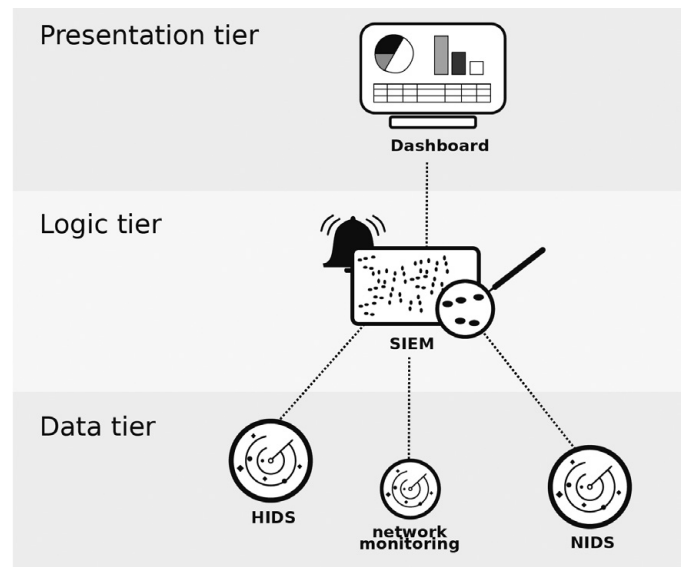 Presentation tier
Dashboard
Logic tier
SIEM
Data tier
HIDS
network
monitoring
NIDS